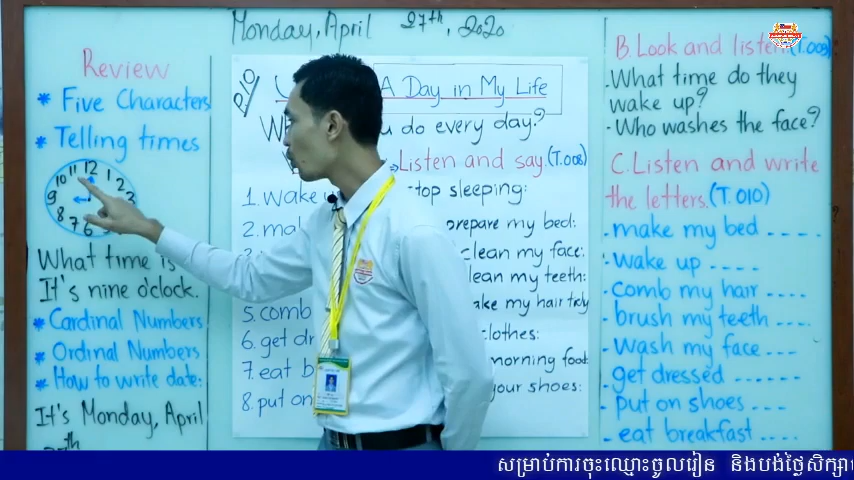 Monday, April 27th, 2020
Review
* Five Characters
* Telling times
12
11
1
10
2
9
3
8
7
6
What time is
It's nine o'clock.
* Cardinal Numbers
* Ordinal Numbers
* How to write date:
It's Monday, April
P.10
A Day in My Life
do every day?
Listen and say. (T.008)
1. wake
top sleeping:
2. ma
prepare my bed:
clean my face:
lean my teeth:
5. comb
ake my hair tidy
6. get dr
clothes:
7. eat b
morning food:
8. put on
your shoes:
B. Look and listen. (T.009):
. What time do they
wake up?
. Who washes the face?
C. Listen and write
the letters. (T.010)
. make my bed _ _ _ _
. wake up _ _ _ _
. comb my hair _ _ _ _
. brush my teeth _ _ _ _
. wash my face _ _ _
. get dressed _ _ _ _ _ _
. put on shoes _ _ _
. eat breakfast _ _ _ _
សម្រាប់ការចុះឈ្មោះចូលរៀន និងបង់ថ្លៃសិក្សា